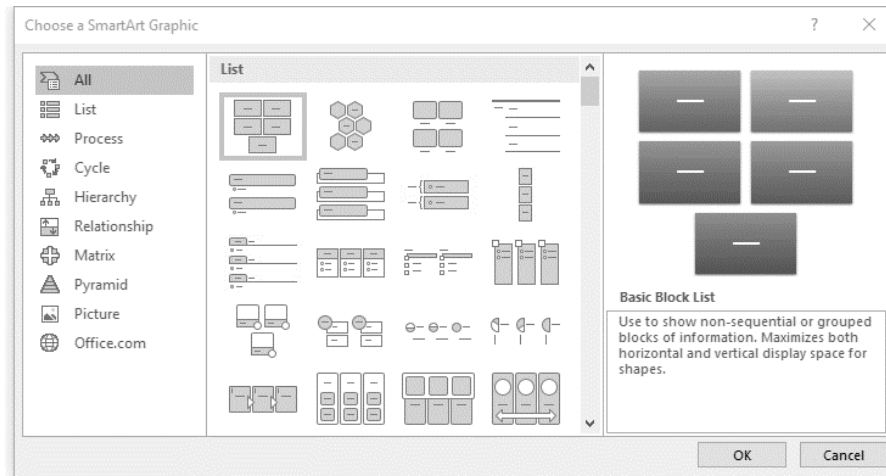 Choose a SmartArt Graphic
?
All
List
Process
Cycle
Hierarchy
Relationship
Matrix
Pyramid
Picture
Office.com
List
Basic Block List
Use to show non-sequential or grouped
blocks of information. Maximizes both
horizontal and vertical display space for
shapes.
OK
Cancel